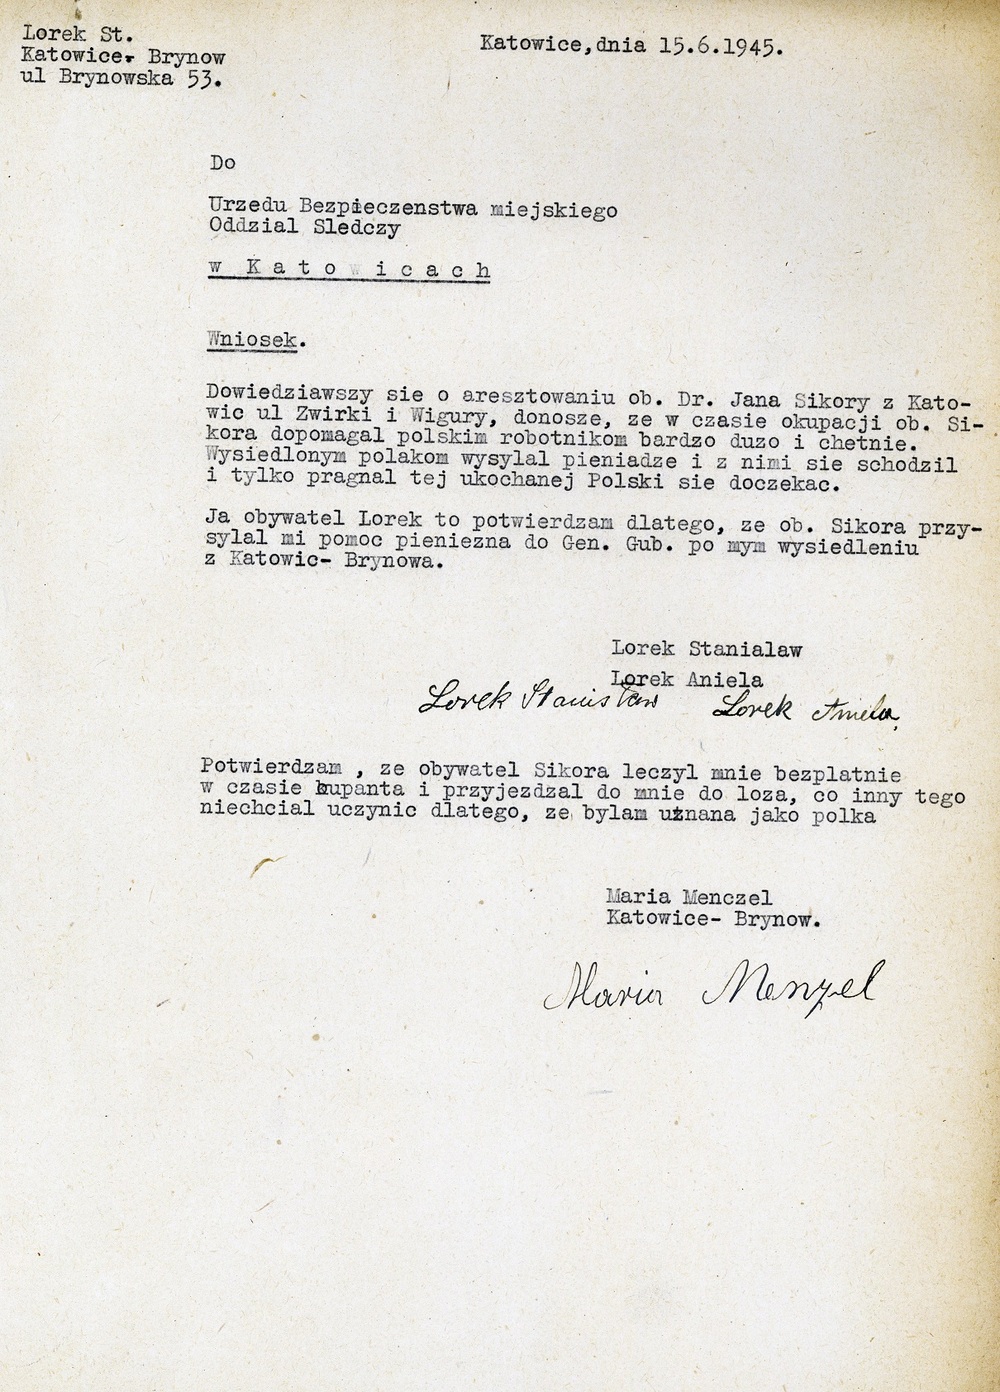 Lorek St.
Katowice- Brynow
ul Brynowska 53.
Katowice,dnia 15.6.1945.
Do
Urzedu Bezpieczenstwa miejskiego
Oddzial Sledczy
w K a t o w i c a c h
Wniosek.
Dowiedziawszy sie o aresztowaniu ob. Dr. Jana Sikory z Kato-
wic ul Zwirki i Wigury, donosze, ze w czasie okupacji ob. Si-
kora dopomagal polskim robotnikom bardzo duzo i chetnie.
Wysiedlonym polakom wysylal pieniadze i z nimi sie schodzil
i tylko pragnal tej ukochanej Polski sie doczekac.
Ja obywatel Lorek to potwierdzam dlatego, ze ob. Sikora przy-
sylal mi pomoc pieniezna do Gen. Gub. po mym wysiedleniu
z Katowic- Brynowa.
Lorek Stanialaw
Lorek Aniela
Lorek Stanisław Lorek Aniela,
Potwierdzam , ze obywatel Sikora leczyl mnie bezplatnie
w czasie kupanta i przyjezdzal do mnie do loza, co inny tego
niechcial uczynic dlatego, ze bylam uznana jako polka
Maria Menczel
Katowice- Brynow.
Maria Menzel